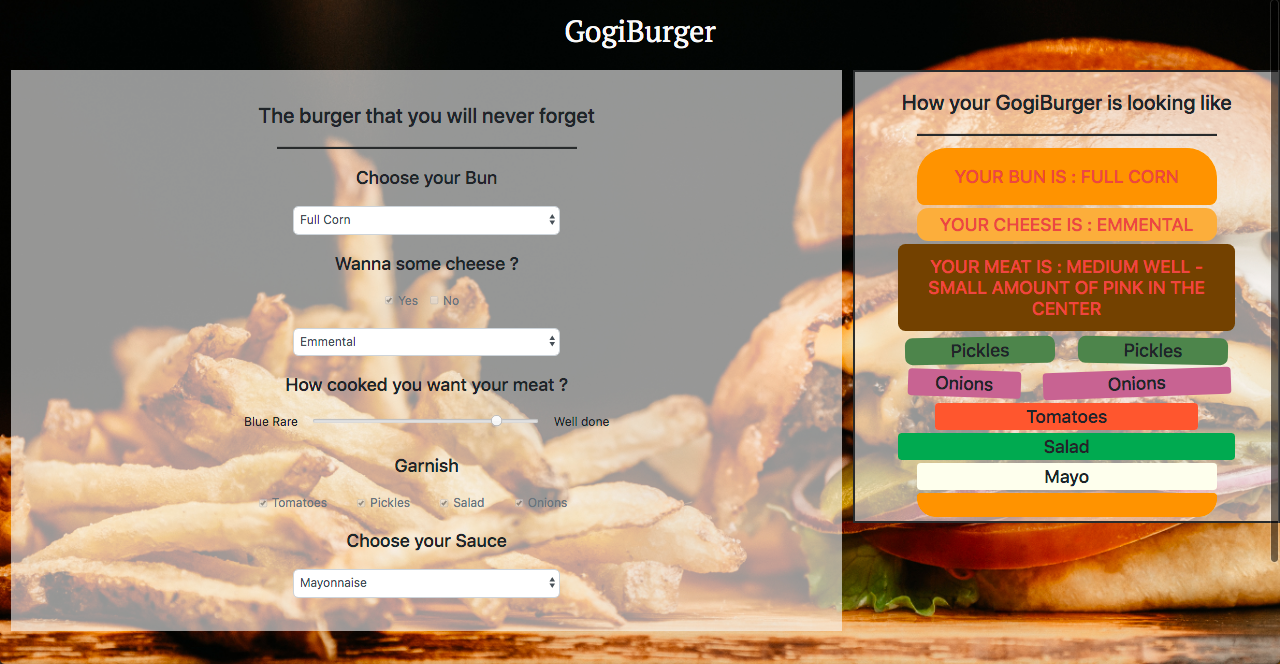 GogiBurger
The burger that you will never forget
Choose your Bun
Full Corn
Wanna some cheese ?
Yes No
Emmental
How cooked you want your meat ?
Blue Rare Well done
Garnish
Tomatoes Pickles Salad Onions
Choose your Sauce
Mayonnaise
How your GogiBurger is looking like
YOUR BUN IS : FULL CORN
YOUR CHEESE IS : EMMENTAL
YOUR MEAT IS : MEDIUM WELL -
SMALL AMOUNT OF PINK IN THE
CENTER
Pickles Pickles
Onions Onions
Tomatoes
Salad
Mayo